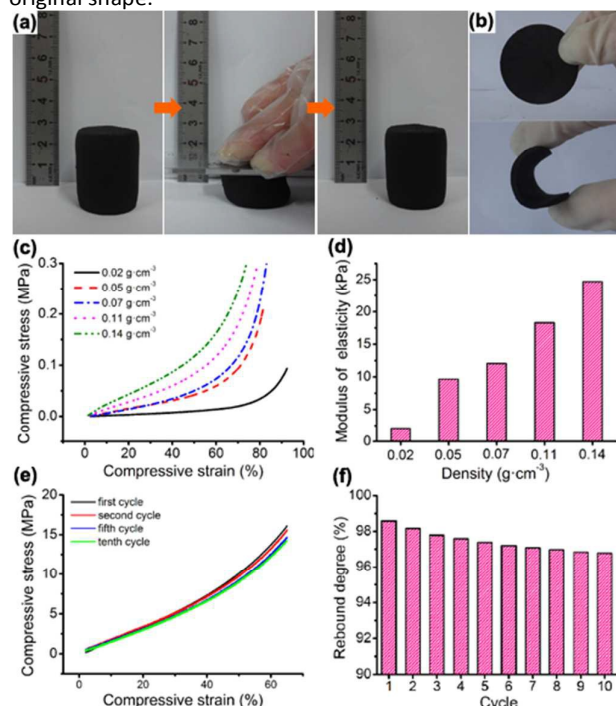 original shape.
(a)
(b)
(c)
Compressive stress (MPa)
0.3
0.2
0.1
0.0
0.02 g·cm-3
0.05 g·cm-3
0.07 g·cm-3
0.11 g·cm-3
0.14 g·cm-3
0 20 40 60 80 100
Compressive strain (%)
(d)
Modulus of elasticity (kPa)
25
20
15
10
5
0
0.02 0.05 0.07 0.11 0.14
Density (g·cm-3)
(e)
Compressive stress (MPa)
20
15
10
5
0
first cycle
second cycle
fifth cycle
tenth cycle
0 20 40 60
Compressive strain (%)
(f)
Rebound degree (%)
100
98
96
94
92
90
1 2 3 4 5 6 7 8 9 10
Cycle